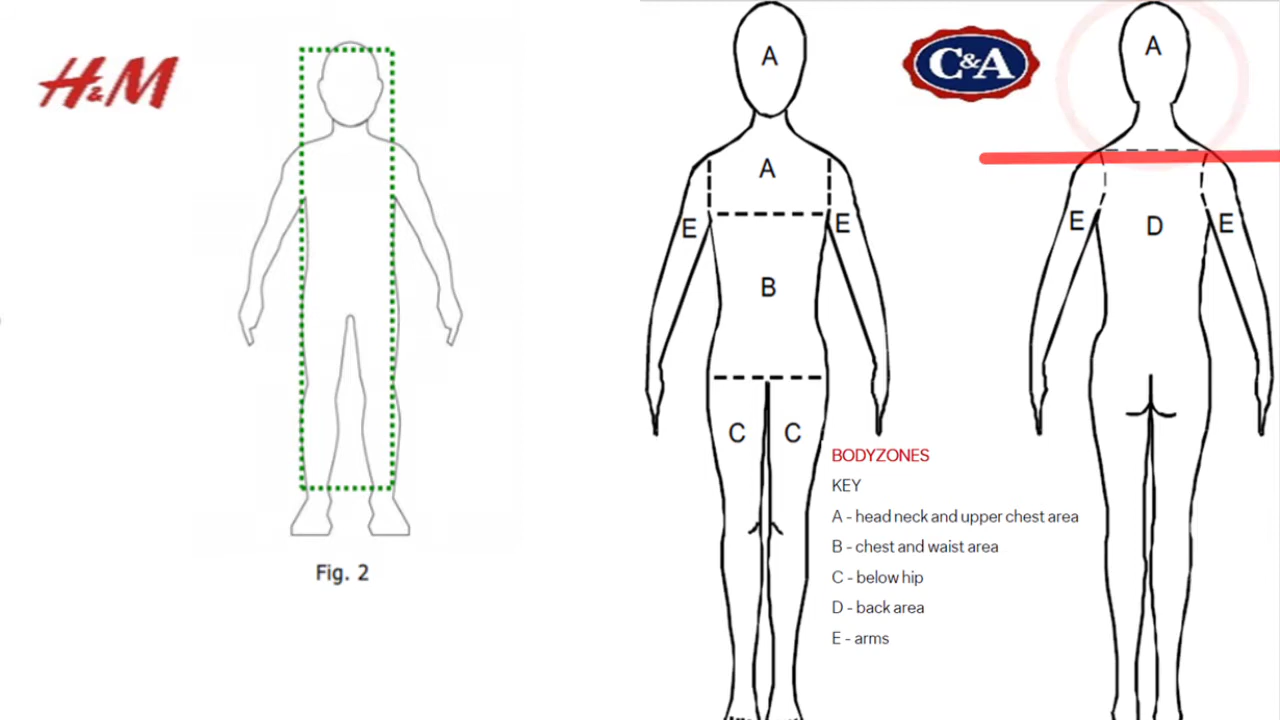 H&M
Fig. 2
A
A
E
E
B
C
C
C&A
A
E
D
E
BODYZONES
KEY
A - head neck and upper chest area
B - chest and waist area
C - below hip
D - back area
E - arms